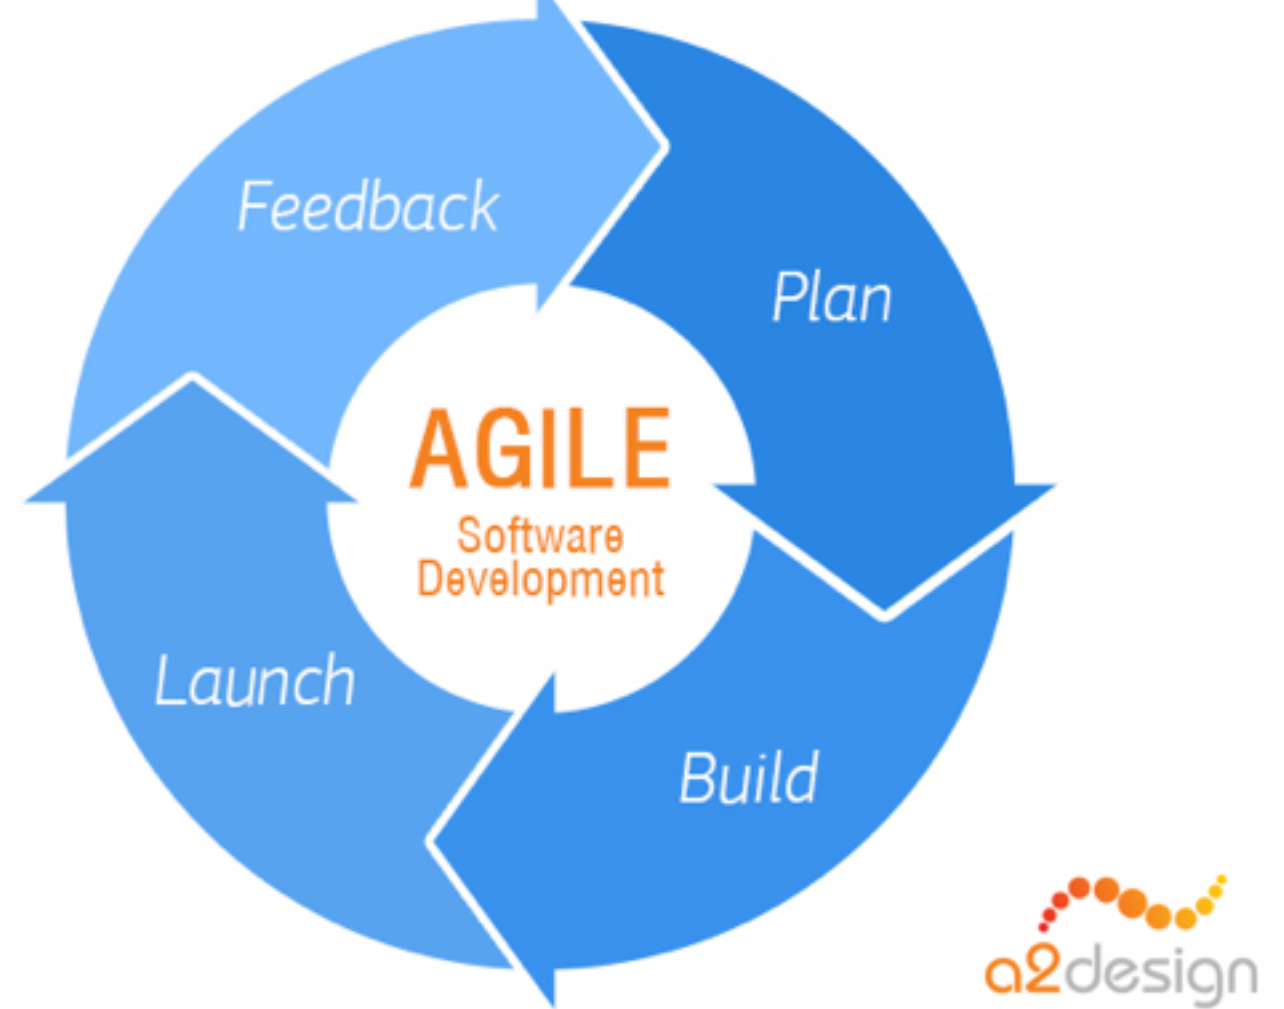 Feedback
Plan
AGILE
Software
Development
Launch
Build
a2design